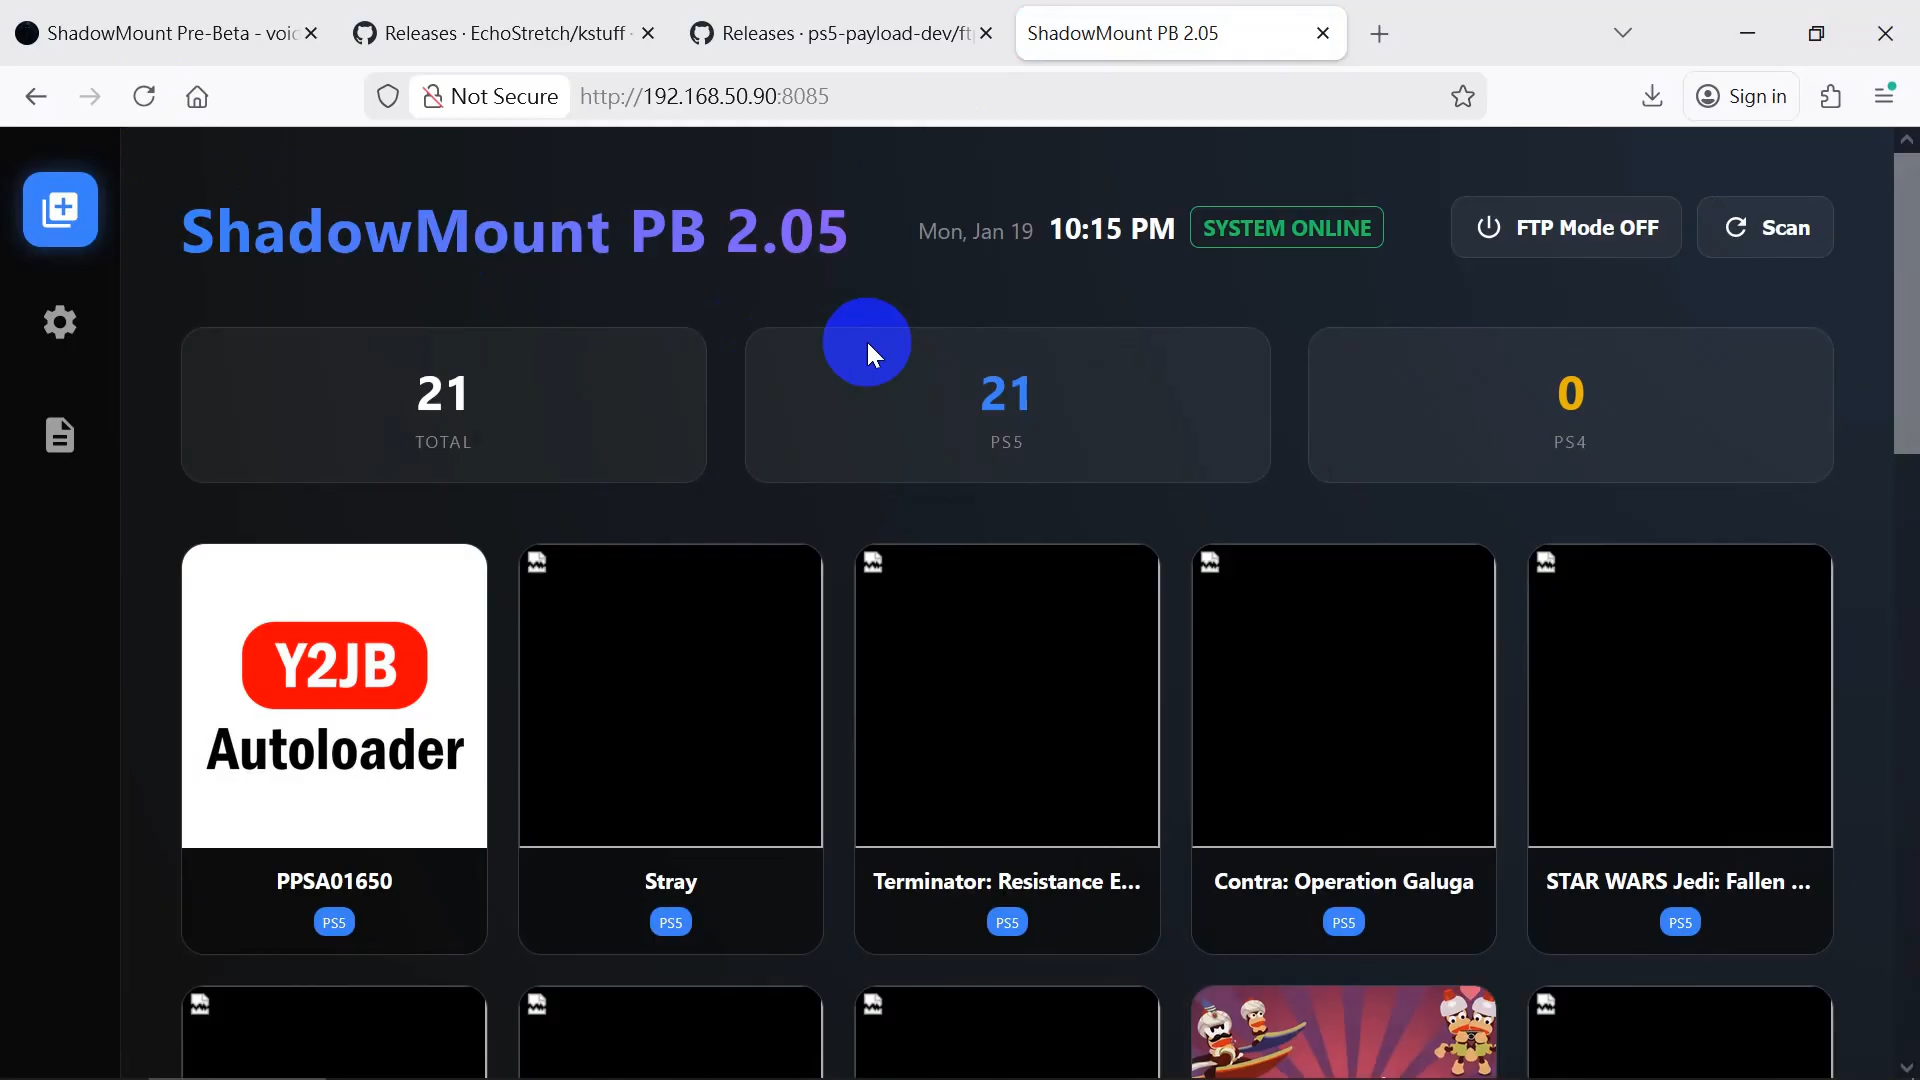 ShadowMount Pre-Beta - voi
Releases · EchoStretch/kstuff
Releases · ps5-payload-dev/ft
ShadowMount PB 2.05
Not Secure
http://192.168.50.90:8085
Sign in
ShadowMount PB 2.05
Mon, Jan 19 10:15 PM
SYSTEM ONLINE
FTP Mode OFF
Scan
21
TOTAL
21
PS5
0
PS4
Y2JB
Autoloader
PPSA01650
PS5
Stray
PS5
Terminator: Resistance E...
PS5
Contra: Operation Galuga
PS5
STAR WARS Jedi: Fallen ...
PS5